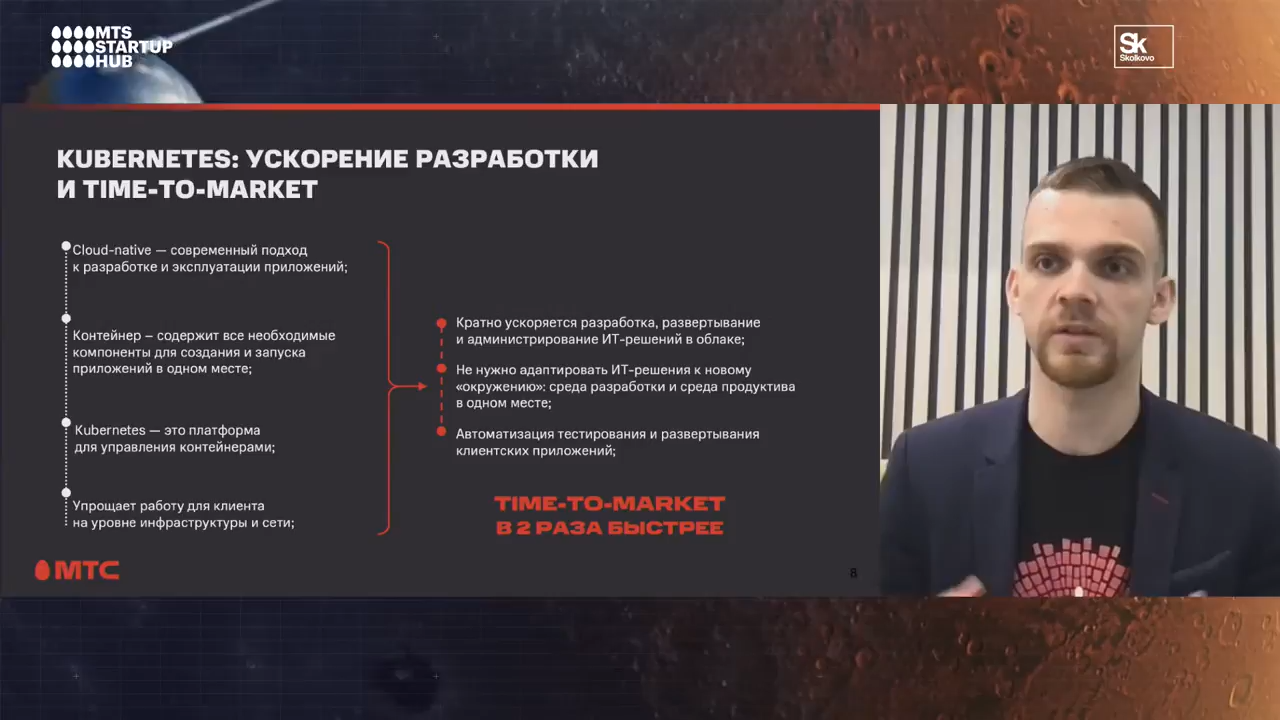 MTS
STARTUP
HUB
Sk
Skolkovo
KUBERNETES: УСКОРЕНИЕ РАЗРАБОТКИ
И TIME-TO-MARKET
Cloud-native — современный подход
к разработке и эксплуатации приложений;
Контейнер – содержит все необходимые
компоненты для создания и запуска
приложений в одном месте;
Kubernetes — это платформа
для управления контейнерами;
Упрощает работу для клиента
на уровне инфраструктуры и сети;
Кратно ускоряется разработка, развертывание
и администрирование ИТ-решений в облаке;
Не нужно адаптировать ИТ-решения к новому
«окружению»: среда разработки и среда продуктива
в одном месте;
Автоматизация тестирования и развертывания
клиентских приложений;
TIME-TO-MARKET
В 2 РАЗА БЫСТРЕЕ
МТС
6